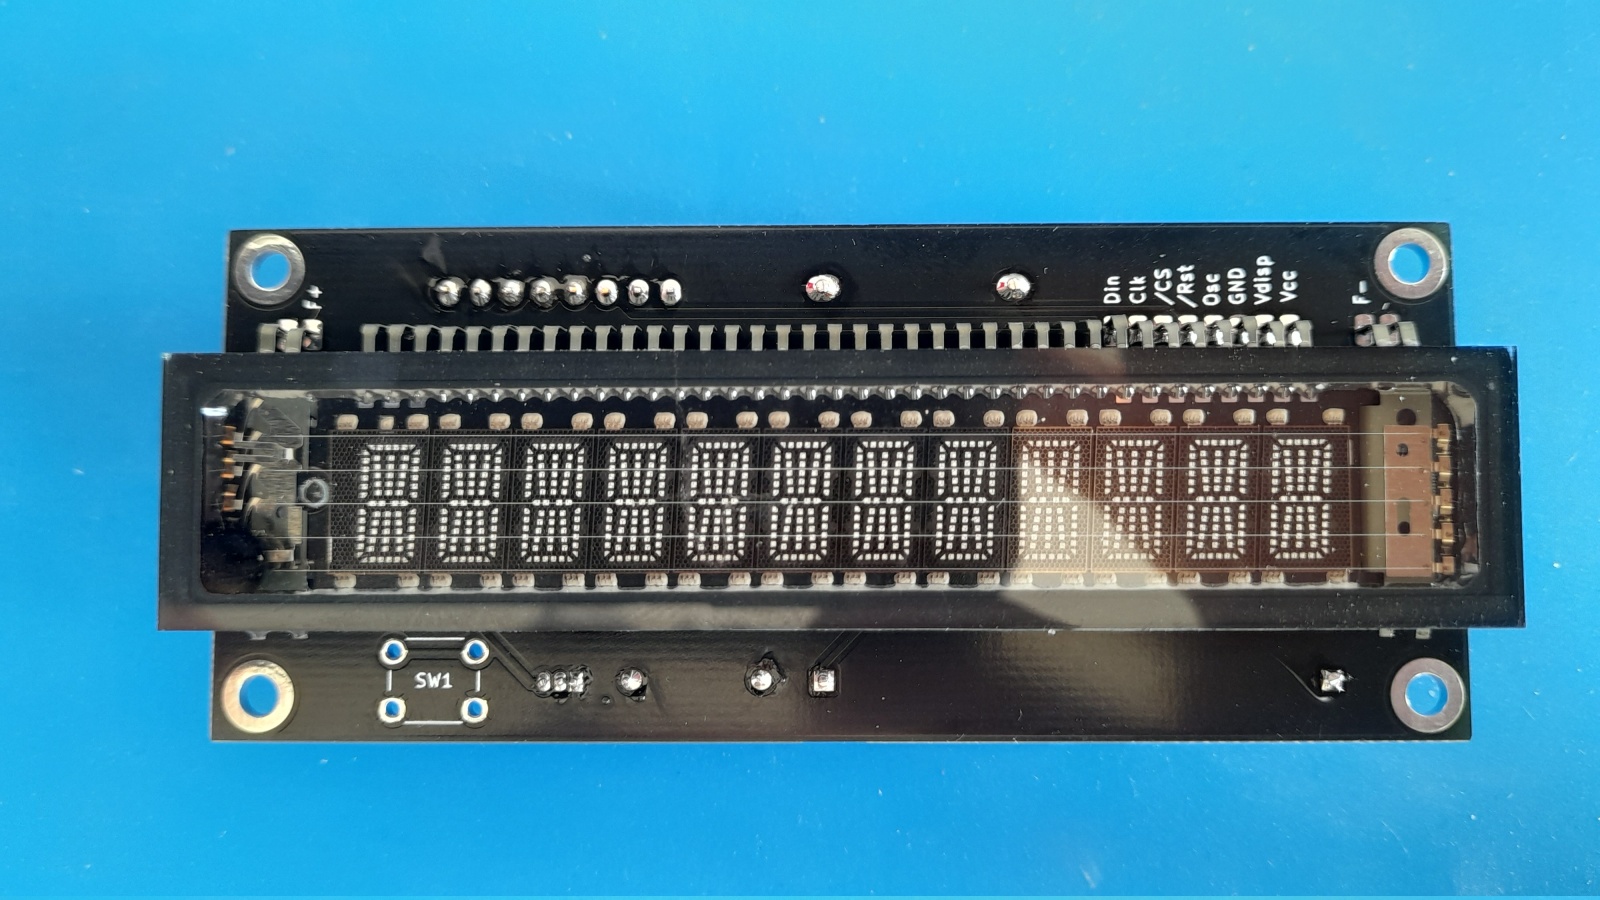 F+
Din
Clk
/CS
/Rst
Osc
GND
Vdisp
Vcc
F-
SW1